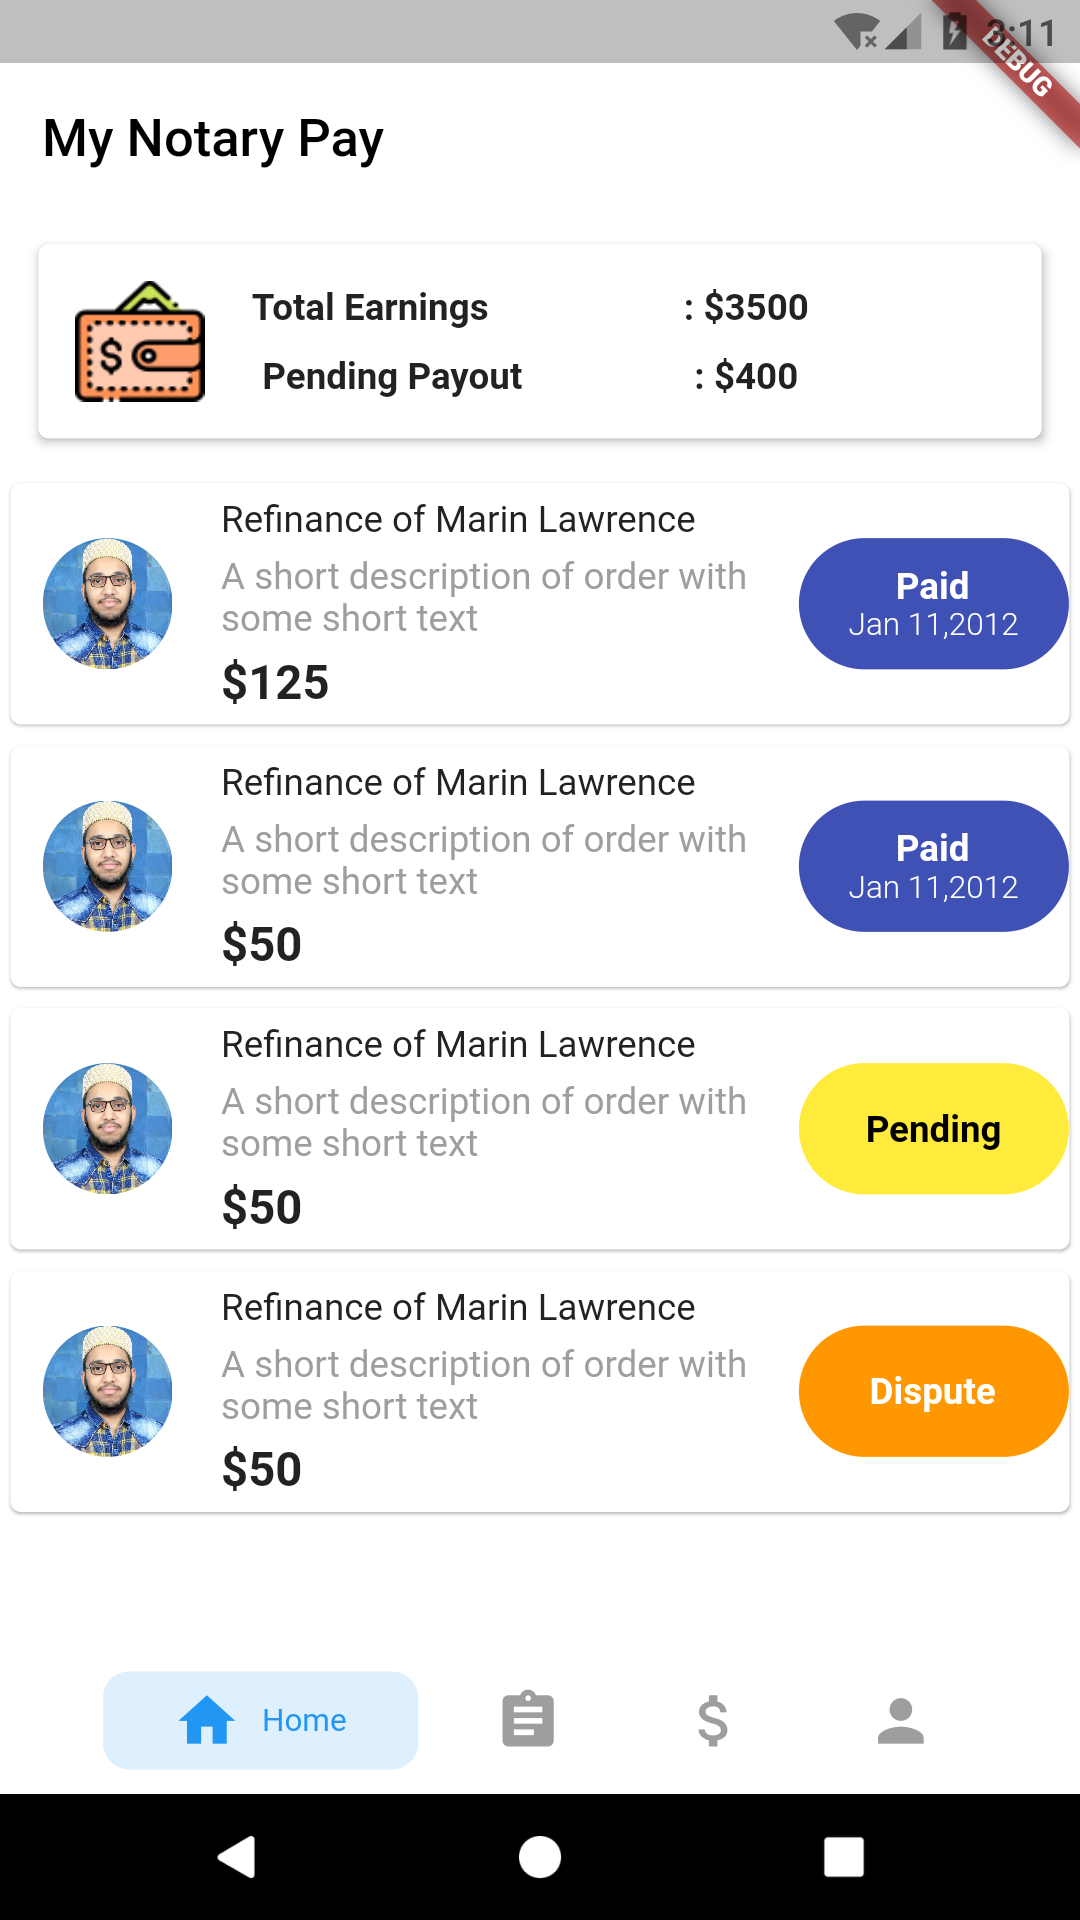 3:11
DEBUG
My Notary Pay
Total Earnings : $3500
Pending Payout : $400
Refinance of Marin Lawrence
A short description of order with
some short text
$125
Paid
Jan 11,2012
Refinance of Marin Lawrence
A short description of order with
some short text
$50
Paid
Jan 11,2012
Refinance of Marin Lawrence
A short description of order with
some short text
$50
Pending
Refinance of Marin Lawrence
A short description of order with
some short text
$50
Dispute
Home